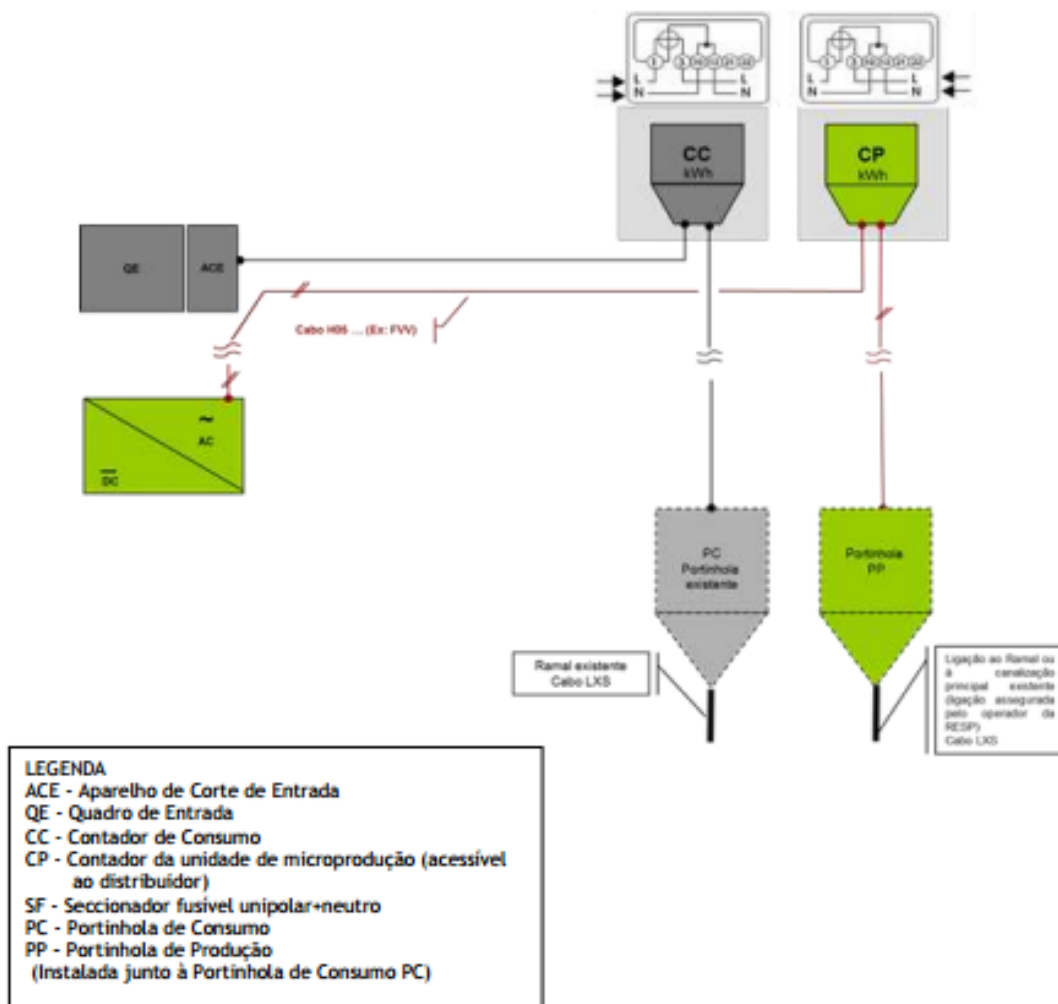 L
N
L
N
L
N
L
N
CC
kWh
CP
kWh
QE
ACE
Cabo H05 .... (Ex: FVV)
~
AC
DC
PC
Portinhola
existente
Portinhola
PP
Ramal existente
Cabo LXS
Ligação ao Ramal ou
à canalização
principal existente
(ligação assegurada
pelo operador da
RESP)
Cabo LXS
LEGENDA
ACE - Aparelho de Corte de Entrada
QE - Quadro de Entrada
CC - Contador de Consumo
CP - Contador da unidade de microprodução (acessível
ao distribuidor)
SF - Seccionador fusível unipolar+neutro
PC - Portinhola de Consumo
PP - Portinhola de Produção
(Instalada junto à Portinhola de Consumo PC)